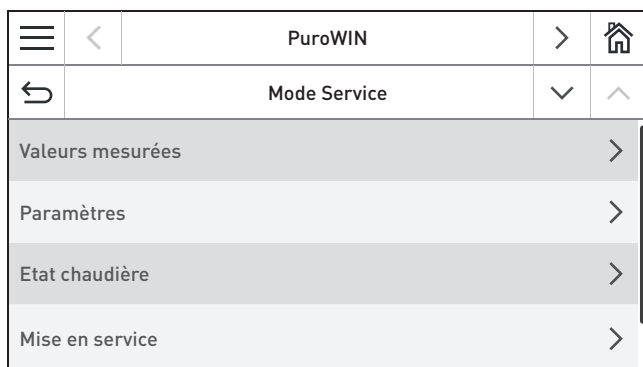 PuroWIN
Mode Service
Valeurs mesurées
Paramètres
Etat chaudière
Mise en service